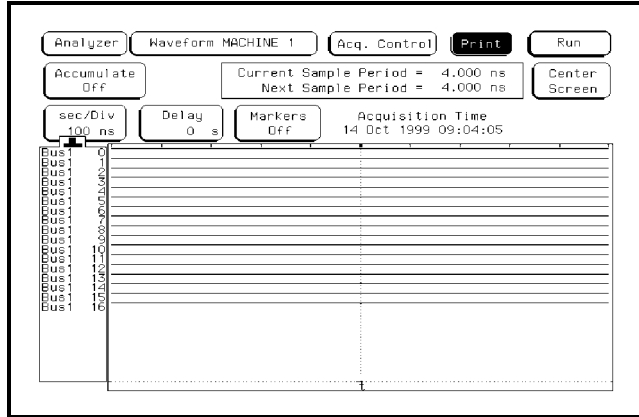 Analyzer Waveform MACHINE 1 Acq. Control Print Run
Accumulate Off
Current Sample Period = 4.000 ns
Next Sample Period = 4.000 ns
Center Screen
sec/Div 100 ns
Delay 0 s
Markers Off
Acquisition Time
14 Oct 1999 09:04:05
Bus1 0
Bus1 1
Bus1 2
Bus1 3
Bus1 4
Bus1 5
Bus1 6
Bus1 7
Bus1 8
Bus1 9
Bus1 10
Bus1 11
Bus1 12
Bus1 13
Bus1 14
Bus1 15
Bus1 16
t